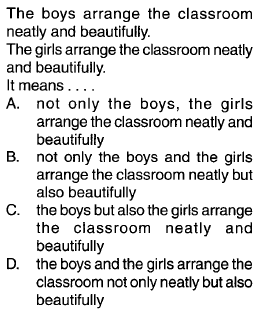 The boys arrange the classroom
neatly and beautifully.
The girls arrange the classroom neatly
and beautifully.
It means . . . .
A. not only the boys, the girls
arrange the classroom neatly and
beautifully
B. not only the boys and the girls
arrange the classroom neatly but
also beautifully
C. the boys but also the girls arrange
the classroom neatly and
beautifully
D. the boys and the girls arrange the
classroom not only neatly but also
beautifully